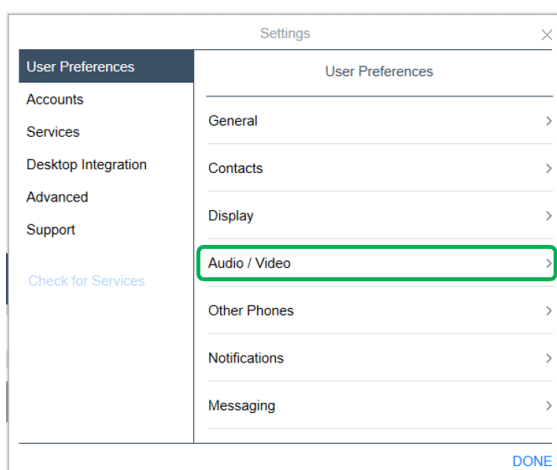 Settings
User Preferences
Accounts
Services
Desktop Integration
Advanced
Support
Check for Services
User Preferences
General
Contacts
Display
Audio / Video
Other Phones
Notifications
Messaging
DONE